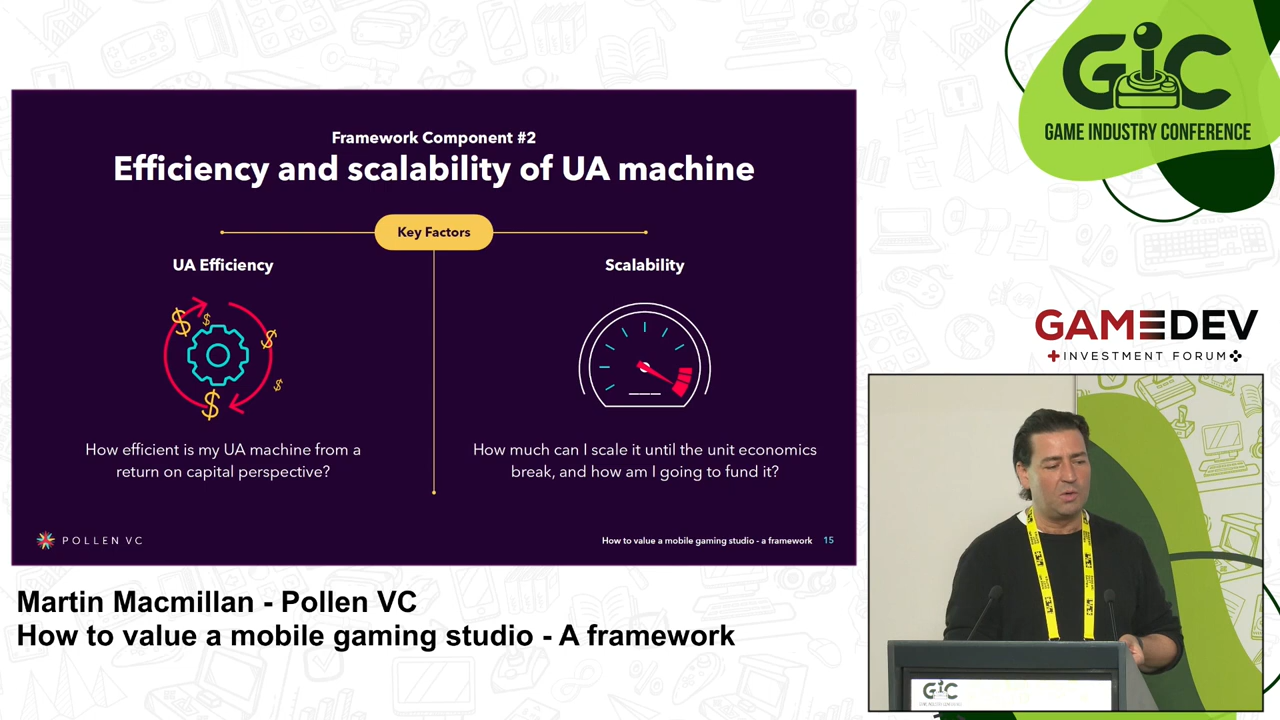 Framework Component #2
Efficiency and scalability of UA machine
Key Factors
UA Efficiency
Scalability
$
$
$
$
$
How efficient is my UA machine from a
return on capital perspective?
How much can I scale it until the unit economics
break, and how am I going to fund it?
POLLEN VC
How to value a mobile gaming studio - a framework 15
Martin Macmillan - Pollen VC
How to value a mobile gaming studio - A framework
GIC
GAME INDUSTRY CONFERENCE
GAMEDEV
INVESTMENT FORUM
GIC